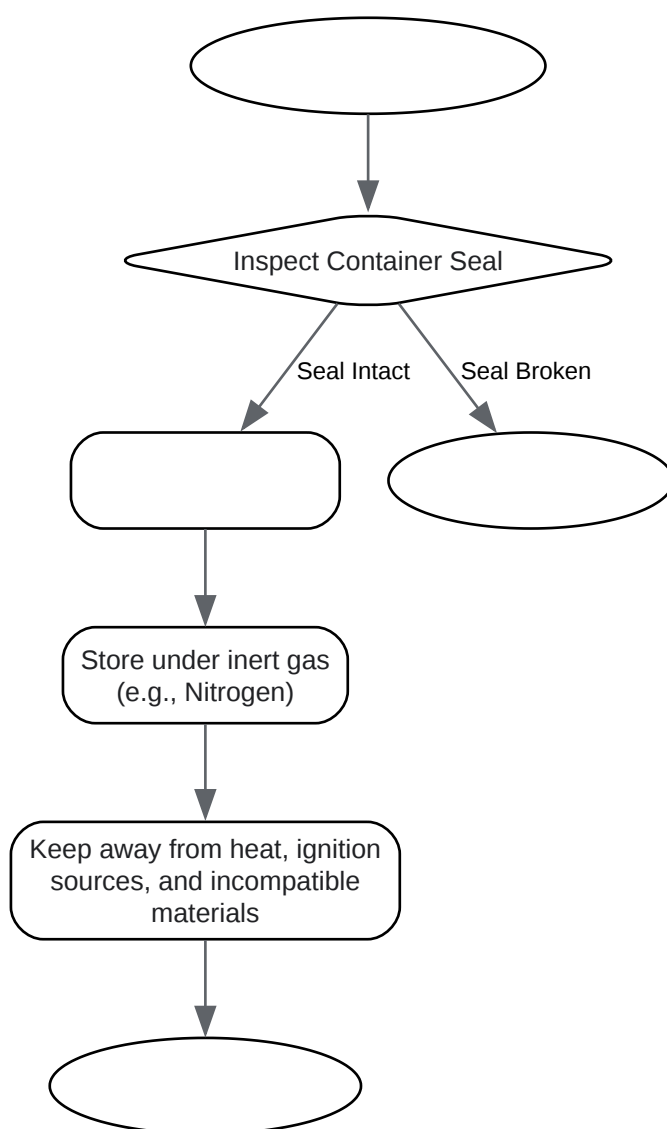 Inspect Container Seal
Seal Intact
Seal Broken
Store under inert gas
(e.g., Nitrogen)
Keep away from heat, ignition
sources, and incompatible
materials